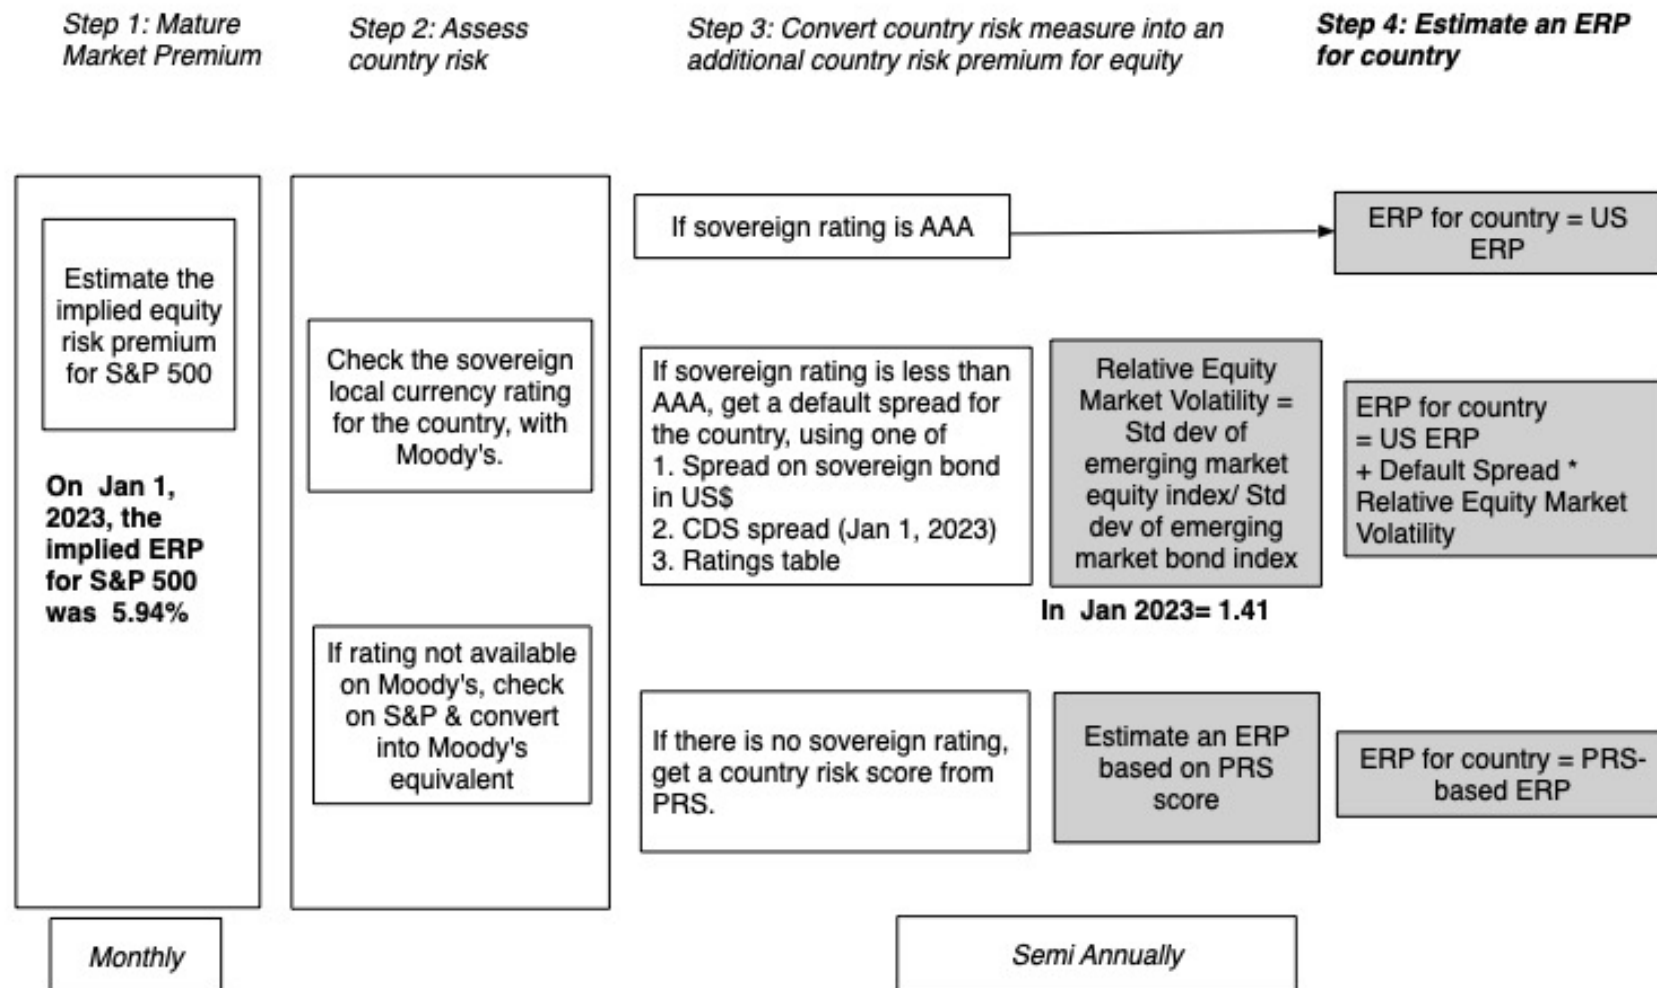 Step 1: Mature
Market Premium
Step 2: Assess
country risk
Step 3: Convert country risk measure into an
additional country risk premium for equity
Step 4: Estimate an ERP
for country
Estimate the
implied equity
risk premium
for S&P 500
On Jan 1,
2023, the
implied ERP
for S&P 500
was 5.94%
Check the sovereign
local currency rating
for the country, with
Moody's.
If rating not available
on Moody's, check
on S&P & convert
into Moody's
equivalent
If sovereign rating is AAA
ERP for country = US
ERP
If sovereign rating is less than
AAA, get a default spread for
the country, using one of
1. Spread on sovereign bond
in US$
2. CDS spread (Jan 1, 2023)
3. Ratings table
Relative Equity
Market Volatility =
Std dev of
emerging market
equity index/ Std
dev of emerging
market bond index
In Jan 2023= 1.41
ERP for country
= US ERP
+ Default Spread *
Relative Equity Market
Volatility
If there is no sovereign rating,
get a country risk score from
PRS.
Estimate an ERP
based on PRS
score
ERP for country = PRS-
based ERP
Monthly
Semi Annually